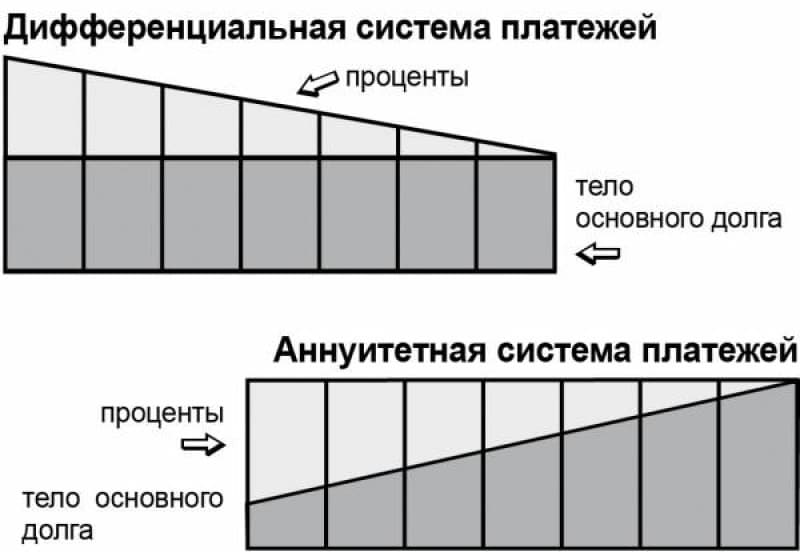 Дифференциальная система платежей
проценты
тело
основного долга
Аннуитетная система платежей
проценты
тело основного
долга